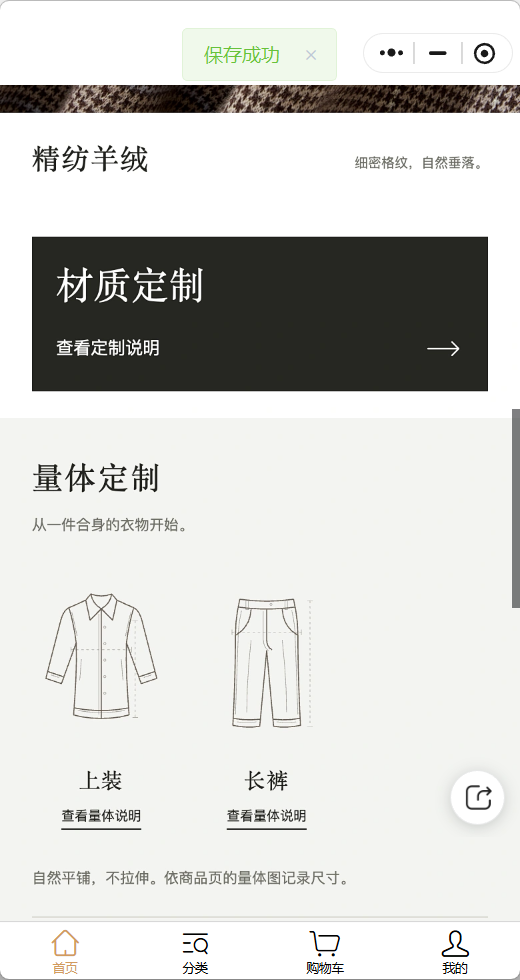 保存成功
精纺羊绒
细密格纹，自然垂落。
材质定制
查看定制说明
量体定制
从一件合身的衣物开始。
上装 长裤
查看量体说明 查看量体说明
自然平铺，不拉伸。依商品页的量体图记录尺寸。
首页 分类 购物车 我的